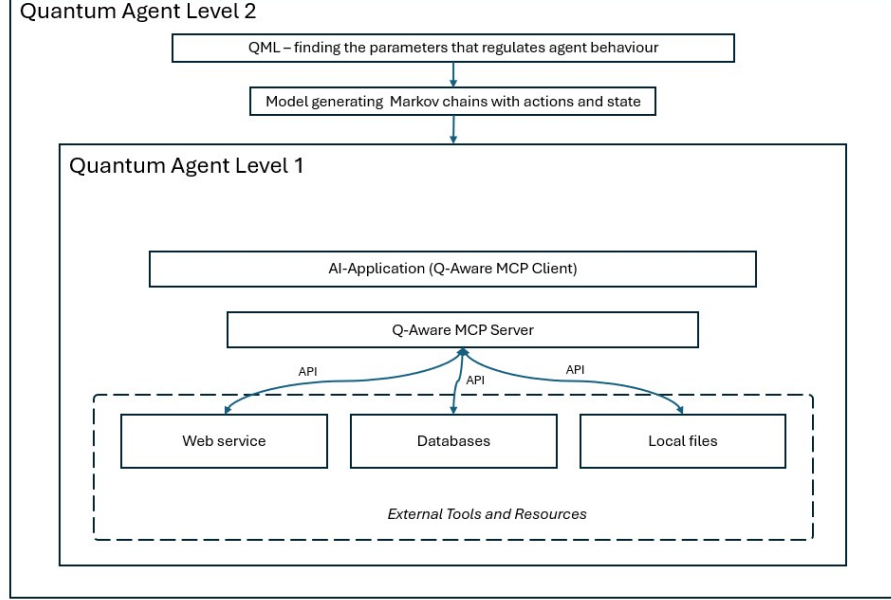 Quantum Agent Level 2
QML – finding the parameters that regulates agent behaviour
Model generating Markov chains with actions and state
Quantum Agent Level 1
AI-Application (Q-Aware MCP Client)
Q-Aware MCP Server
API
API
API
Web service
Databases
Local files
External Tools and Resources